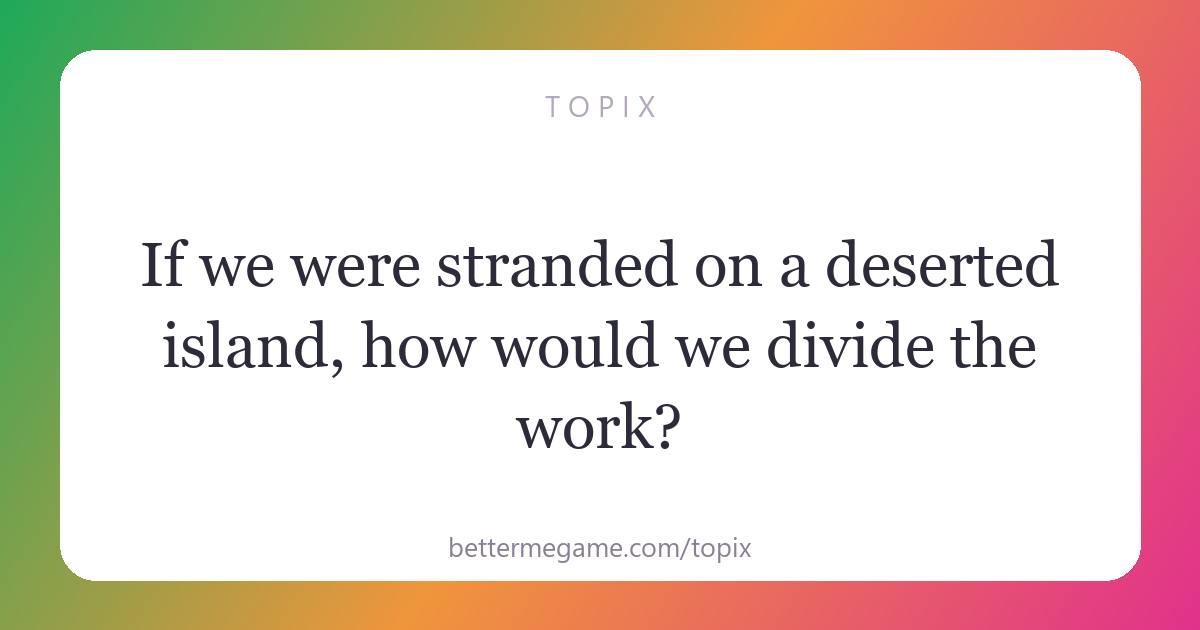 TOPIX
If we were stranded on a deserted
island, how would we divide the
work?
bettermegame.com/topix